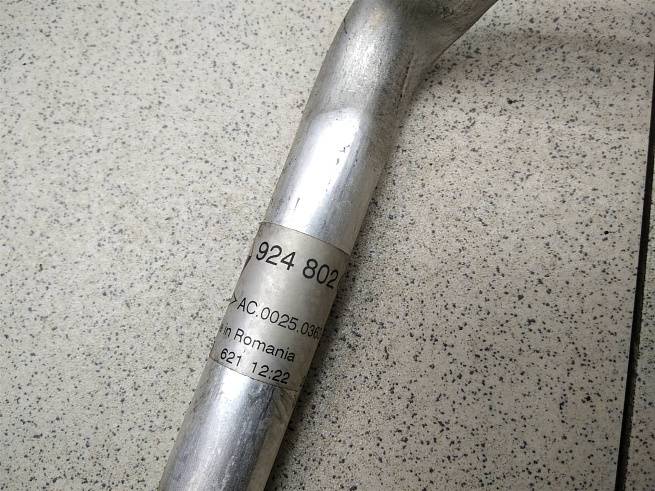 924 802
> AC.0025.036
in Romania
621 12:22